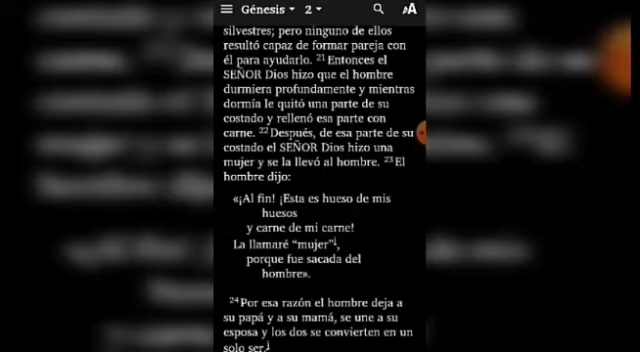 Génesis 2 AA
silvestres; pero ninguno de ellos
resultó capaz de formar pareja con
él para ayudarlo. 21 Entonces el
SEÑOR Dios hizo que el hombre
durmiera profundamente y mientras
dormía le quitó una parte de su
costado y rellenó esa parte con
carne. 22 Después, de esa parte de su
costado el SEÑOR Dios hizo una
mujer y se la llevó al hombre. 23 El
hombre dijo:
«¡Al fin! ¡Esta es hueso de mis
huesos
y carne de mi carne!
La llamaré “mujer”i,
porque fue sacada del
hombre».
24 Por esa razón el hombre deja a
su papá y a su mamá, se une a su
esposa y los dos se convierten en un
solo ser.j